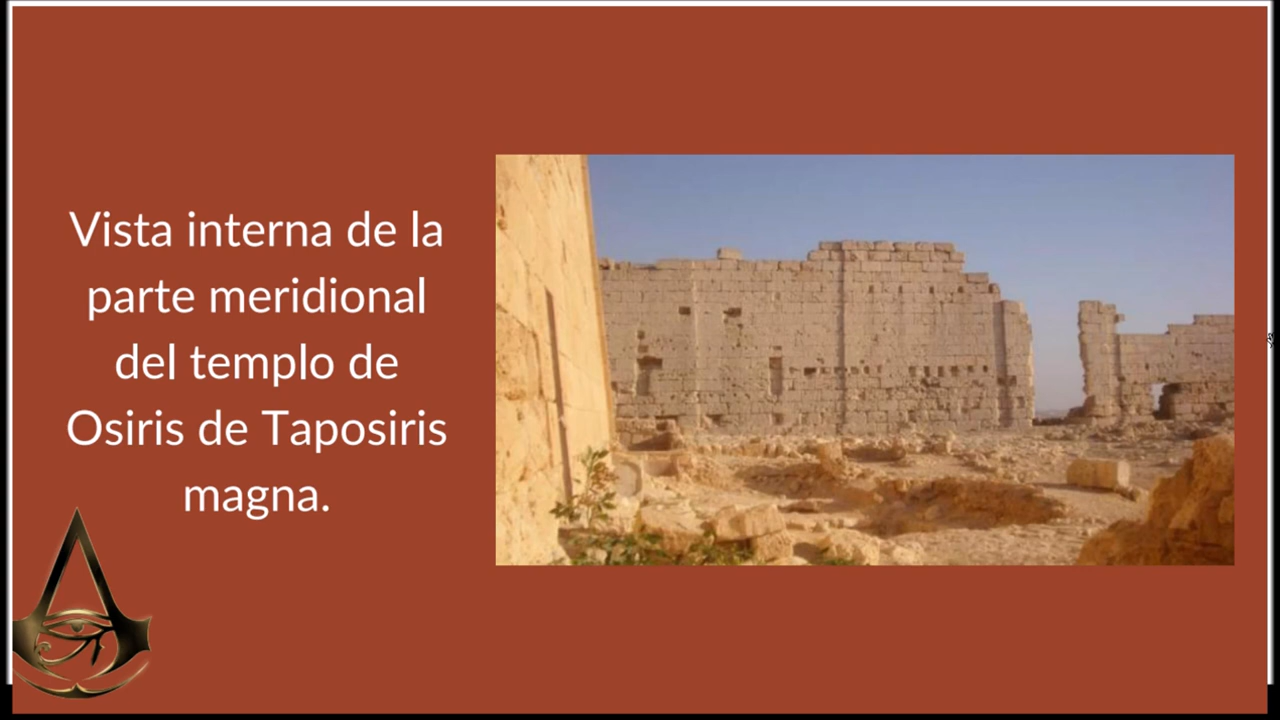 Vista interna de la
parte meridional
del templo de
Osiris de Taposiris
magna.